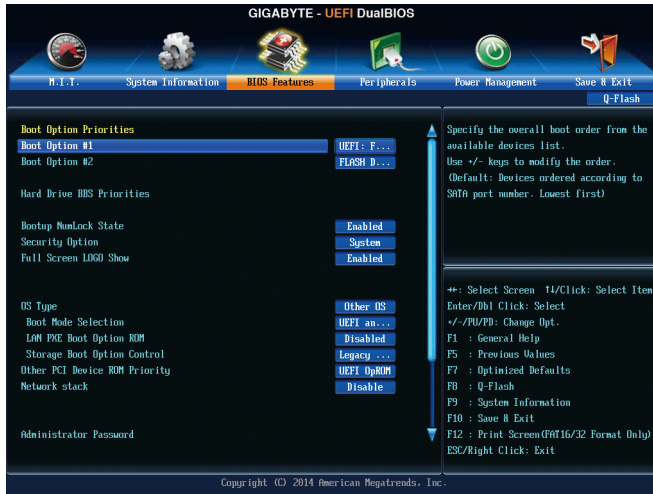 GIGABYTE - UEFI DualBIOS
M.I.T. System Information BIOS Features Peripherals Power Management Save & Exit
Q-Flash
Boot Option Priorities
Boot Option #1 UEFI: F...
Boot Option #2 FLASH D...
Hard Drive BBS Priorities
Bootup NumLock State Enabled
Security Option System
Full Screen LOGO Show Enabled
OS Type Other OS
Boot Mode Selection UEFI an...
LAN PXE Boot Option ROM Disabled
Storage Boot Option Control Legacy ...
Other PCI Device ROM Priority UEFI OpROM
Network stack Disable
Administrator Password
Specify the overall boot order from the
available devices list.
Use +/- keys to modify the order.
(Default: Devices ordered according to
SATA port number. Lowest first)
→←: Select Screen ↑↓/Click: Select Item
Enter/Dbl Click: Select
+/-/PU/PD: Change Opt.
F1 : General Help
F5 : Previous Values
F7 : Optimized Defaults
F8 : Q-Flash
F9 : System Information
F10 : Save & Exit
F12 : Print Screen(FAT16/32 Format Only)
ESC/Right Click: Exit
Copyright (C) 2014 American Megatrends, Inc.